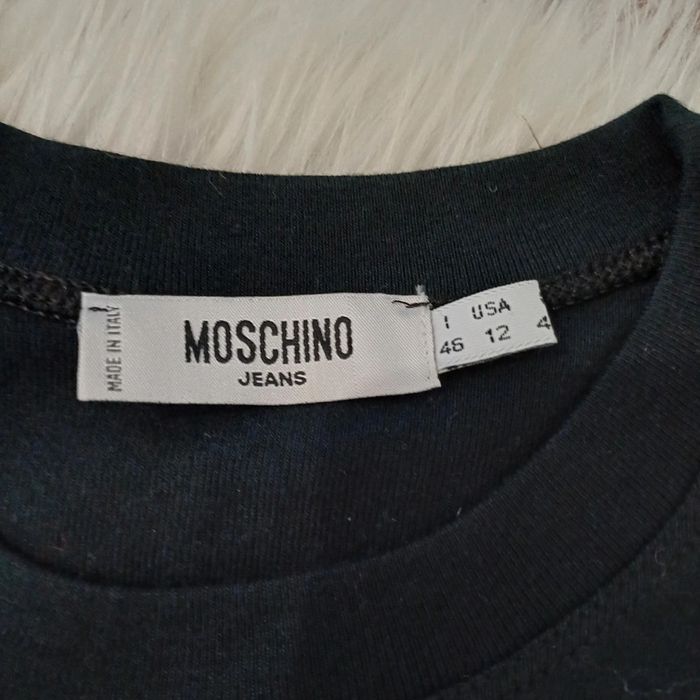 MADE IN ITALY
MOSCHINO
JEANS
I USA
46 12 4